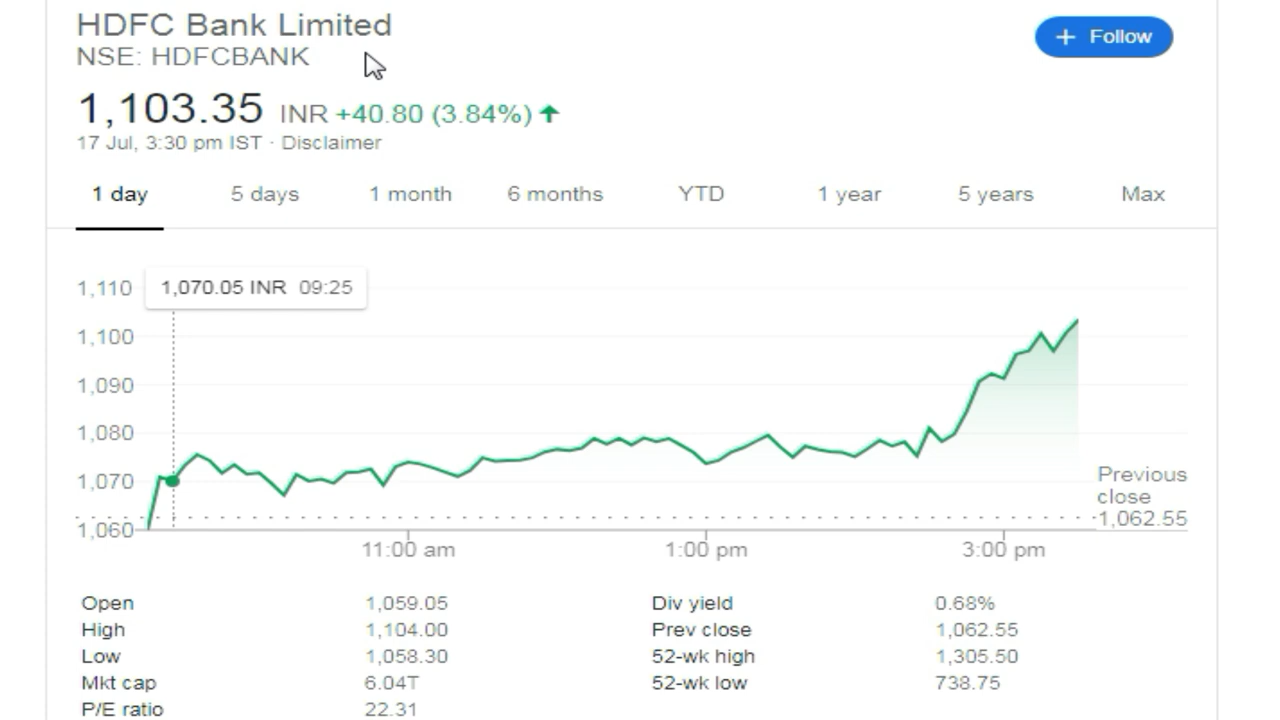 HDFC Bank Limited
NSE: HDFCBANK
+ Follow
1,103.35 INR +40.80 (3.84%)
17 Jul, 3:30 pm IST · Disclaimer
1 day 5 days 1 month 6 months YTD 1 year 5 years Max
1,070.05 INR 09:25
1,110
1,100
1,090
1,080
1,070
1,060
Previous
close
1,062.55
11:00 am 1:00 pm 3:00 pm
Open 1,059.05 Div yield 0.68%
High 1,104.00 Prev close 1,062.55
Low 1,058.30 52-wk high 1,305.50
Mkt cap 6.04T 52-wk low 738.75
P/E ratio 22.31